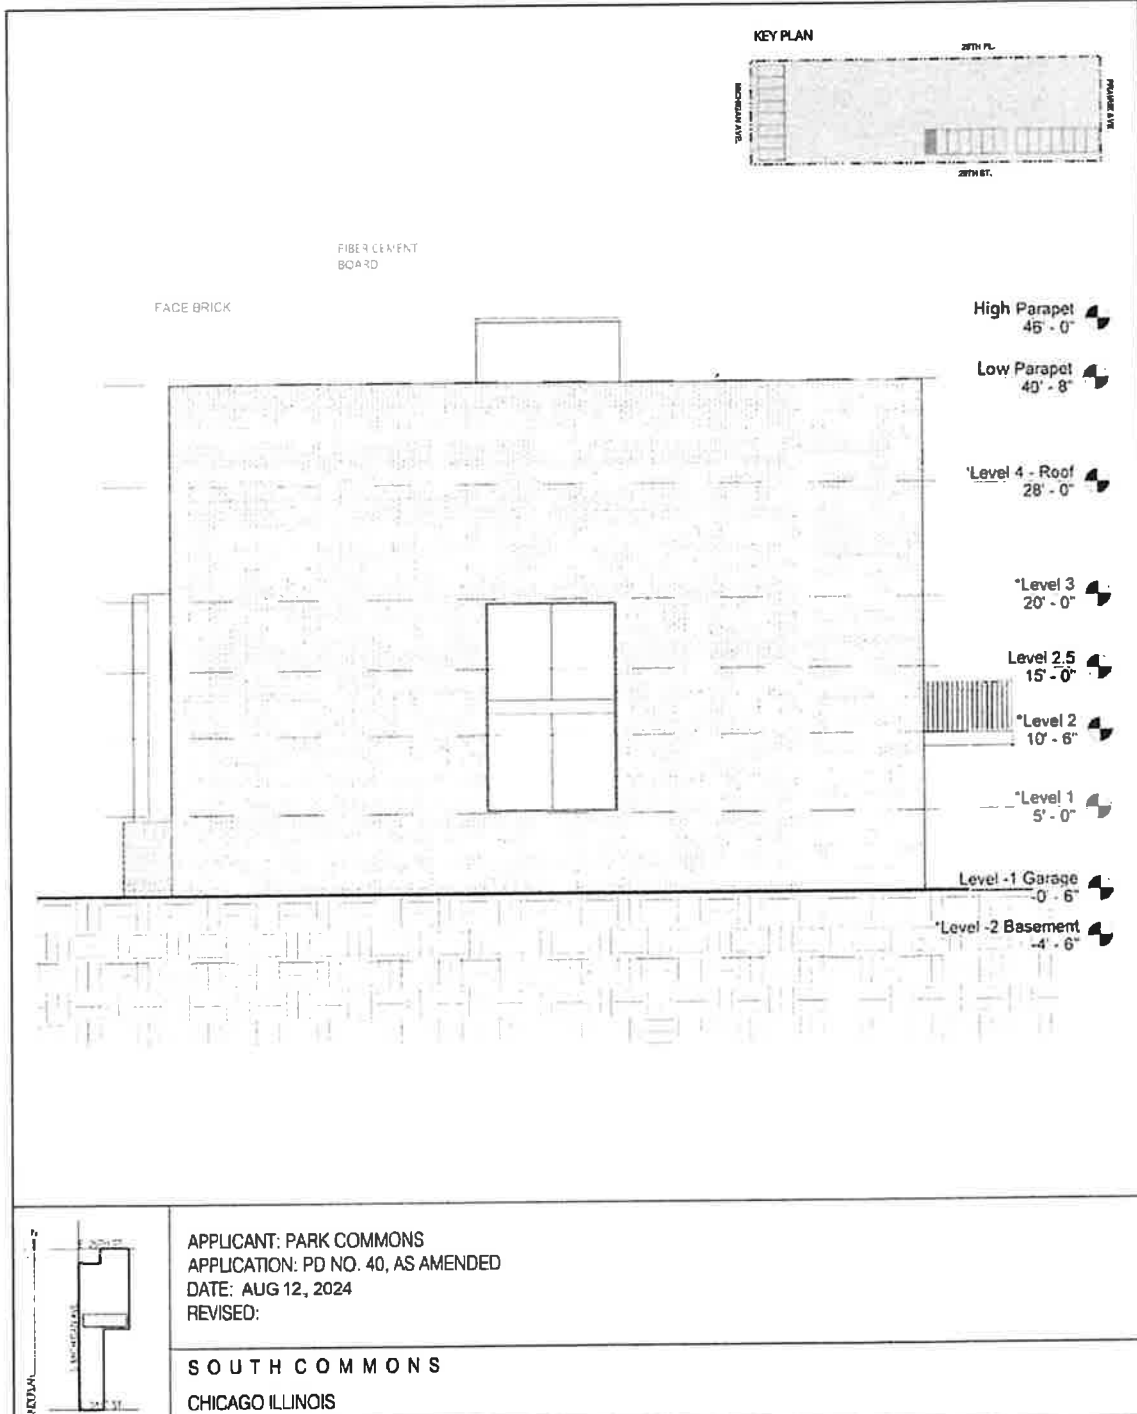 KEY PLAN
29TH PL.
MICHIGAN AVE.
PRAIRIE AVE.
29TH ST.
FIBER CEMENT
BOARD
FACE BRICK
High Parapet
46' - 0"
Low Parapet
40' - 8"
*Level 4 - Roof
28' - 0"
*Level 3
20' - 0"
Level 2.5
15' - 0"
*Level 2
10' - 6"
*Level 1
5' - 0"
Level -1 Garage
-0' - 6"
*Level -2 Basement
-4' - 6"
APPLICANT: PARK COMMONS
APPLICATION: PD NO. 40, AS AMENDED
DATE: AUG 12, 2024
REVISED:
SOUTH COMMONS
CHICAGO ILLINOIS